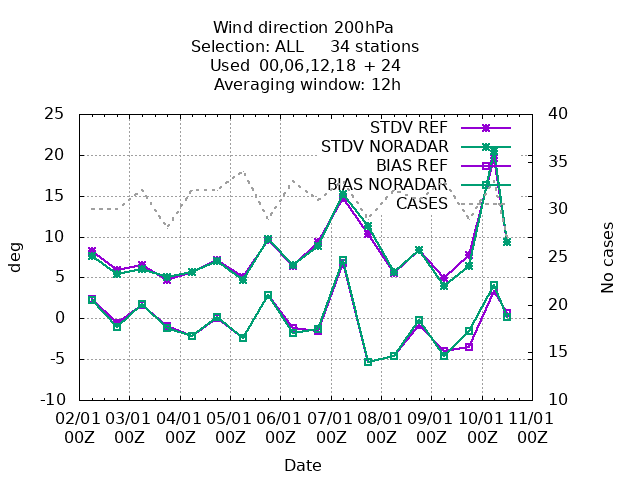 Wind direction 200hPa
Selection: ALL 34 stations
Used 00,06,12,18 + 24
Averaging window: 12h
25
20
15
10
5
0
-5
-10
deg
40
35
30
25
20
15
10
No cases
STDV REF
STDV NORADAR
BIAS REF
BIAS NORADAR
CASES
02/01 03/01 04/01 05/01 06/01 07/01 08/01 09/01 10/01 11/01
00Z 00Z 00Z 00Z 00Z 00Z 00Z 00Z 00Z 00Z
Date